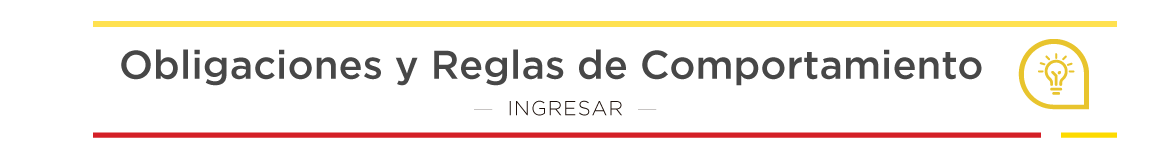 Obligaciones y Reglas de Comportamiento
— INGRESAR —